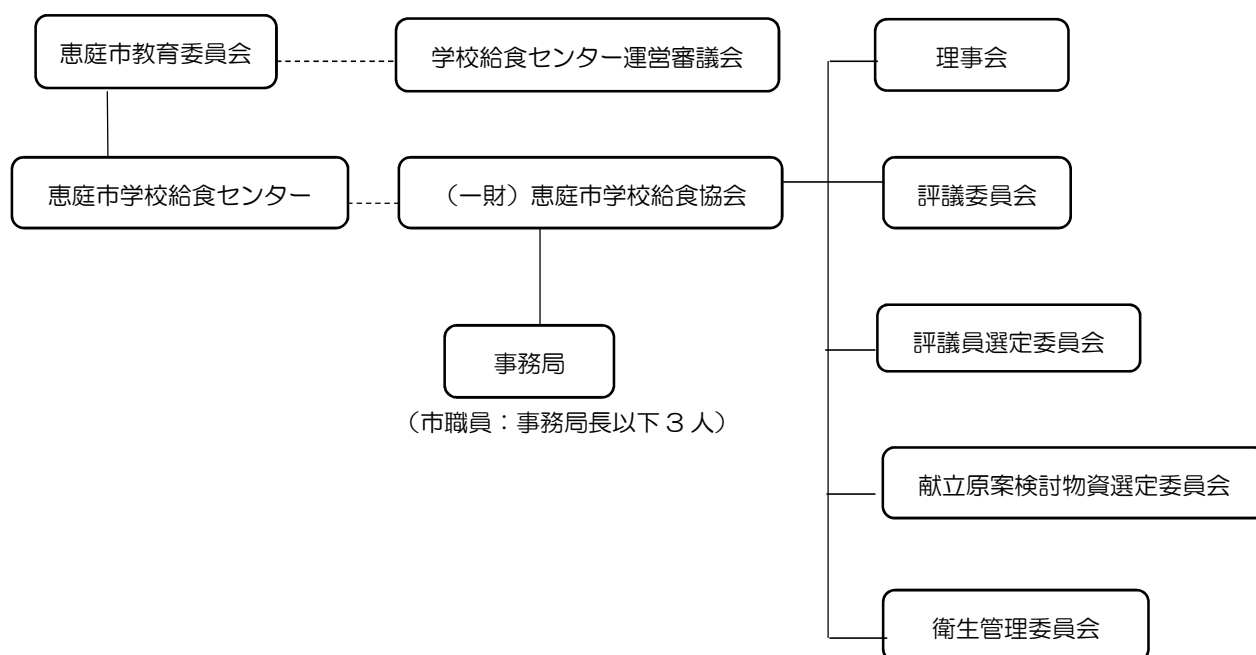 恵庭市教育委員会
学校給食センター運営審議会
理事会
恵庭市学校給食センター
（一財）恵庭市学校給食協会
評議委員会
事務局
（市職員：事務局長以下３人）
評議員選定委員会
献立原案検討物資選定委員会
衛生管理委員会